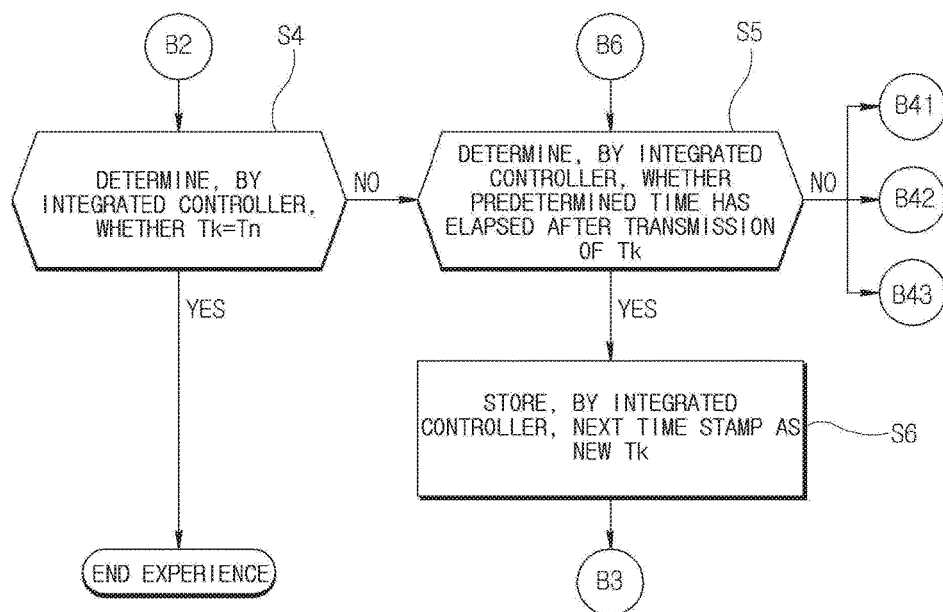 B2
S4
DETERMINE, BY
INTEGRATED CONTROLLER,
WHETHER Tk=Tn
NO
YES
END EXPERIENCE
B6
S5
DETERMINE, BY INTEGRATED
CONTROLLER, WHETHER
PREDETERMINED TIME HAS
ELAPSED AFTER TRANSMISSION
OF Tk
NO
B41
B42
B43
YES
STORE, BY INTEGRATED
CONTROLLER, NEXT TIME STAMP AS
NEW Tk
S6
B3